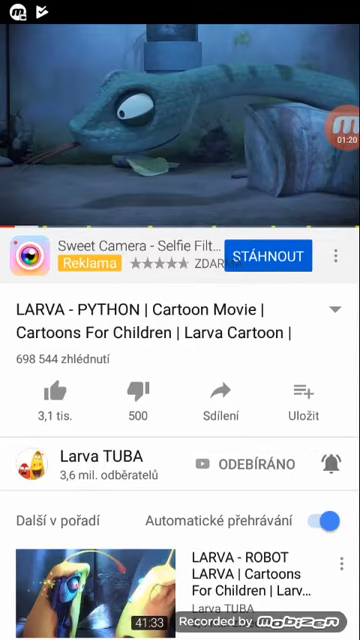 01:20
Sweet Camera - Selfie Filt...
Reklama
ZDARMA
STÁHNOUT
LARVA - PYTHON | Cartoon Movie |
Cartoons For Children | Larva Cartoon |
698 544 zhlédnutí
3,1 tis.
500
Sdílení
Uložit
Larva TUBA
3,6 mil. odběratelů
ODEBÍRÁNO
Další v pořadí
Automatické přehrávání
LARVA - ROBOT
LARVA | Cartoons
For Children | Larv...
Larva TUBA
41:33
Recorded by mobizen